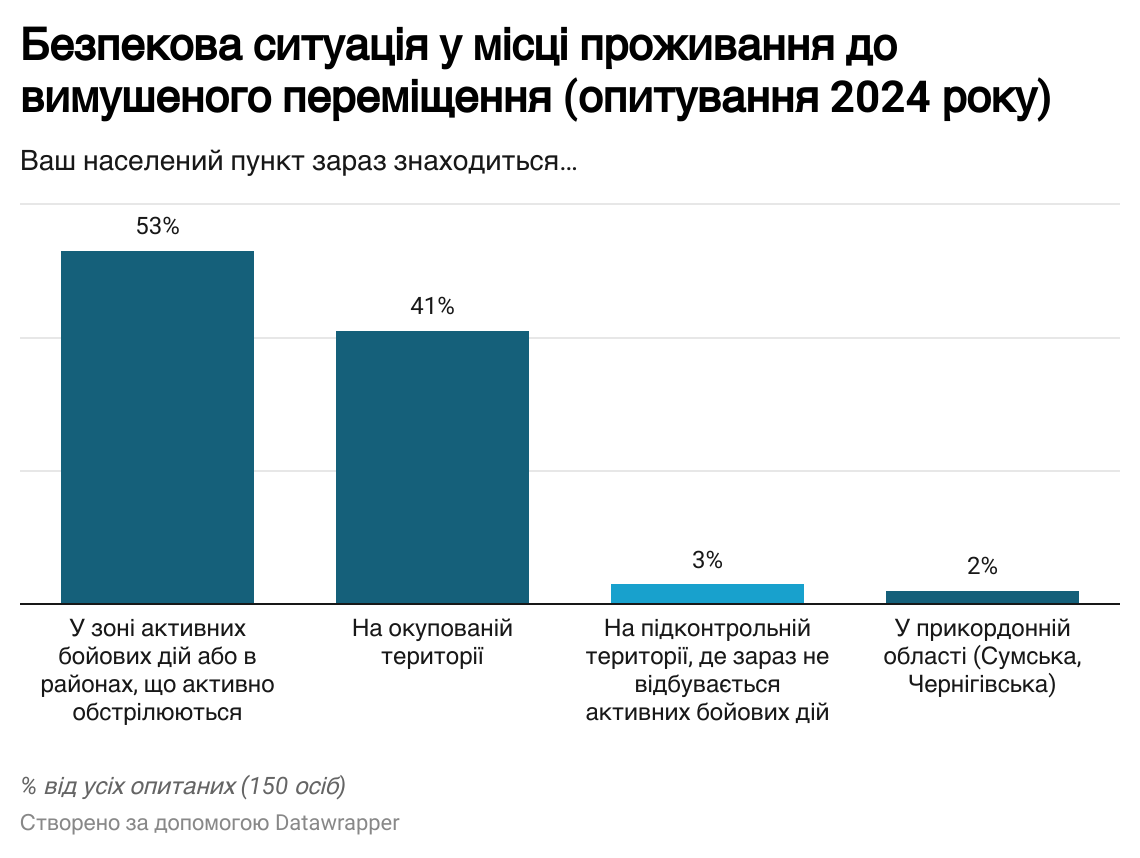 Безпекова ситуація у місці проживання до
вимушеного переміщення (опитування 2024 року)
Ваш населений пункт зараз знаходиться...
53%
41%
3%
2%
У зоні активних
бойових дій або в
районах, що активно
обстрілюються
На окупованій
території
На підконтрольній
території, де зараз не
відбувається
активних бойових дій
У прикордонній
області (Сумська,
Чернігівська)
% від усіх опитаних (150 осіб)
Створено за допомогою Datawrapper